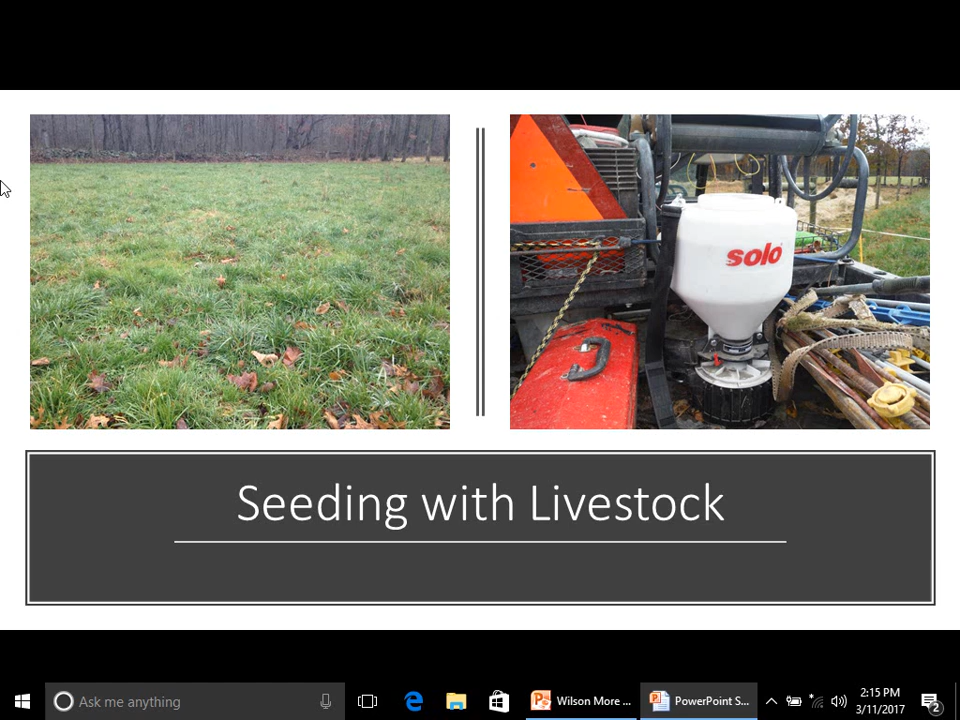 solo
Seeding with Livestock
Ask me anything
Wilson More ...
PowerPoint S...
2:15 PM
3/11/2017
2